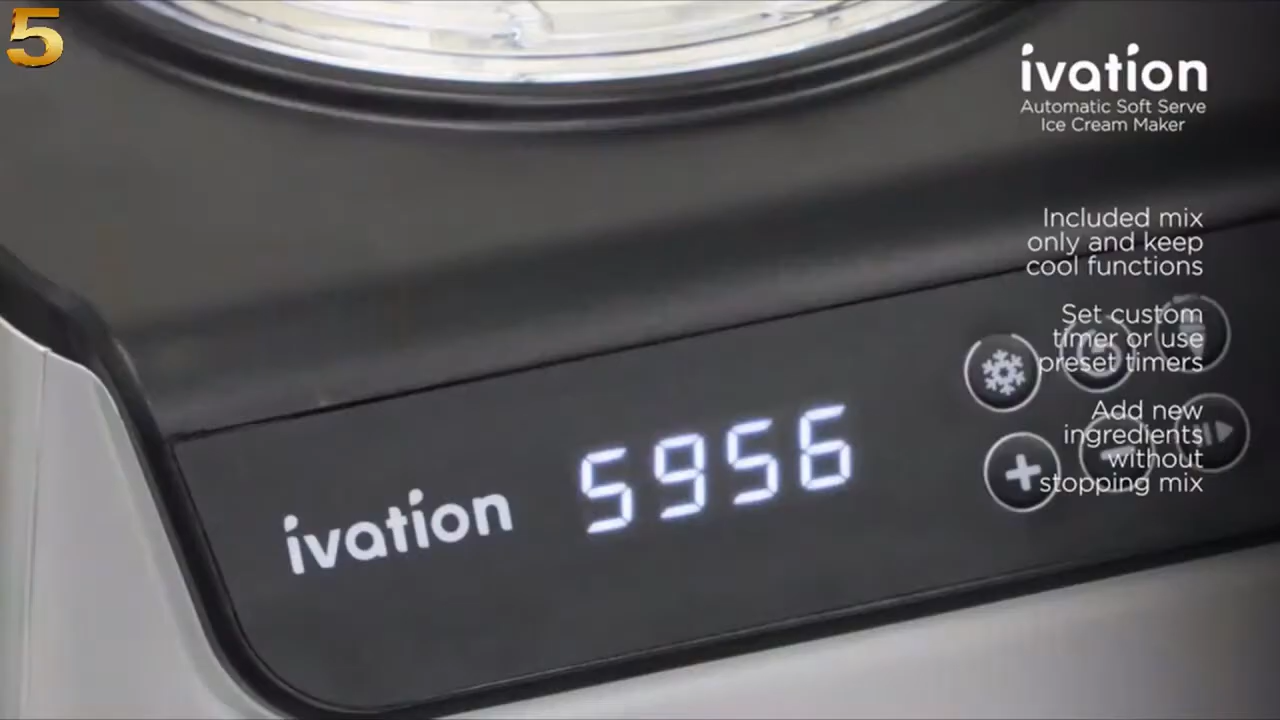 5
ivation
Automatic Soft Serve
Ice Cream Maker
Included mix
only and keep
cool functions
Set custom
timer or use
preset timers
Add new
ingredients
without
stopping mix
ivation 5956